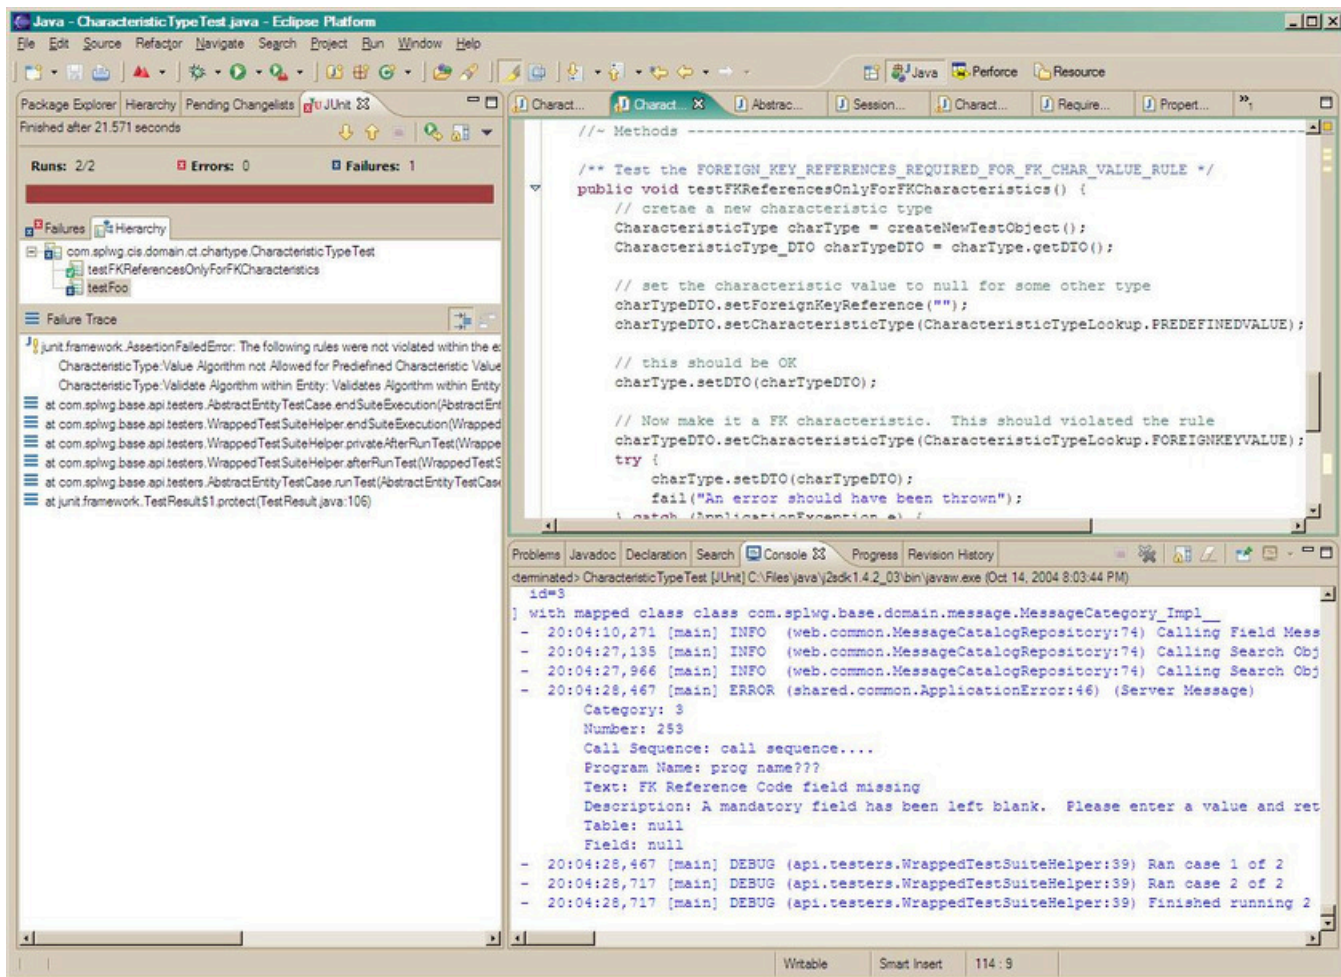 Java - CharacteristicTypeTest.java - Eclipse Platform
File Edit Source Refactor Navigate Search Project Run Window Help
Java Perforce Resource
Package Explorer Hierarchy Pending Changelists JUnit
Finished after 21.571 seconds
Runs: 2/2 Errors: 0 Failures: 1
Failures Hierarchy
com.splwg.cis.domain.ct.chartype.CharacteristicTypeTest
testFKReferencesOnlyForFKCharacteristics
testFoo
Failure Trace
junit.framework.AssertionFailedError: The following rules were not violated within the e
CharacteristicType:Value Algorithm not Allowed for Predefined Characteristic Value
CharacteristicType:Validate Algorithm within Entity: Validates Algorithm within Entity
at com.splwg.base.api.testers.AbstractEntityTestCase.endSuiteExecution(AbstractEnt
at com.splwg.base.api.testers.WrappedTestSuiteHelper.endSuiteExecution(Wrapped
at com.splwg.base.api.testers.WrappedTestSuiteHelper.privateAfterRunTest(Wrappe
at com.splwg.base.api.testers.WrappedTestSuiteHelper.afterRunTest(WrappedTestS
at com.splwg.base.api.testers.AbstractEntityTestCase.runTest(AbstractEntityTestCase
at junit.framework.TestResult$1.protect(TestResult.java:106)
Charact... Charact... Abstrac... Session... Charact... Require... Propert... »1
//~ Methods ----------------------------------------------------------------
/** Test the FOREIGN_KEY_REFERENCES_REQUIRED_FOR_FK_CHAR_VALUE_RULE */
public void testFKReferencesOnlyForFKCharacteristics() {
// cretae a new characteristic type
CharacteristicType charType = createNewTestObject();
CharacteristicType_DTO charTypeDTO = charType.getDTO();
// set the characteristic value to null for some other type
charTypeDTO.setForeignKeyReference("");
charTypeDTO.setCharacteristicType(CharacteristicTypeLookup.PREDEFINEDVALUE);
// this should be OK
charType.setDTO(charTypeDTO);
// Now make it a FK characteristic.  This should violated the rule
charTypeDTO.setCharacteristicType(CharacteristicTypeLookup.FOREIGNKEYVALUE);
try {
charType.setDTO(charTypeDTO);
fail("An error should have been thrown");
} catch (ApplicationException e) {
Problems Javadoc Declaration Search Console Progress Revision History
<terminated> CharacteristicTypeTest [JUnit] C:\Files\java\j2sdk1.4.2_03\bin\javaw.exe (Oct 14, 2004 8:03:44 PM)
id=3
] with mapped class class com.splwg.base.domain.message.MessageCategory_Impl__
- 20:04:10,271 [main] INFO (web.common.MessageCatalogRepository:74) Calling Field Mess
- 20:04:27,135 [main] INFO (web.common.MessageCatalogRepository:74) Calling Search Obj
- 20:04:27,966 [main] INFO (web.common.MessageCatalogRepository:74) Calling Search Obj
- 20:04:28,467 [main] ERROR (shared.common.ApplicationError:46) (Server Message)
Category: 3
Number: 253
Call Sequence: call sequence....
Program Name: prog name???
Text: FK Reference Code field missing
Description: A mandatory field has been left blank.  Please enter a value and ret
Table: null
Field: null
- 20:04:28,467 [main] DEBUG (api.testers.WrappedTestSuiteHelper:39) Ran case 1 of 2
- 20:04:28,717 [main] DEBUG (api.testers.WrappedTestSuiteHelper:39) Ran case 2 of 2
- 20:04:28,717 [main] DEBUG (api.testers.WrappedTestSuiteHelper:39) Finished running 2
Writable Smart Insert 114 : 9